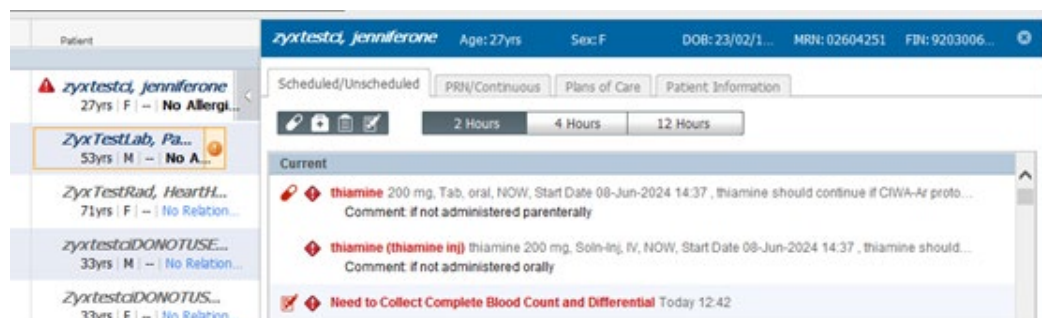 Patient
zyxtestci, jenniferone Age: 27yrs Sex: F DOB: 23/02/1... MRN: 02604251 FIN: 9203006...
zyxtestci, jenniferone
27yrs | F | -- | No Allergi...
ZyxTestLab, Pa...
53yrs | M | -- | No A...
ZyxTestRad, HeartH...
71yrs | F | -- | No Relation...
zyxtestciDONOTUSE...
33yrs | M | -- | No Relation...
ZyxtestciDONOTUS...
33yrs | F | -- | No Relation
Scheduled/Unscheduled PRN/Continuous Plans of Care Patient Information
2 Hours 4 Hours 12 Hours
Current
thiamine 200 mg, Tab, oral, NOW, Start Date 08-Jun-2024 14:37 , thiamine should continue if CIWA-Ar proto...
Comment: if not administered parenterally
thiamine (thiamine inj) thiamine 200 mg, Soln-Inj, IV, NOW, Start Date 08-Jun-2024 14:37 , thiamine should...
Comment: if not administered orally
Need to Collect Complete Blood Count and Differential Today 12:42